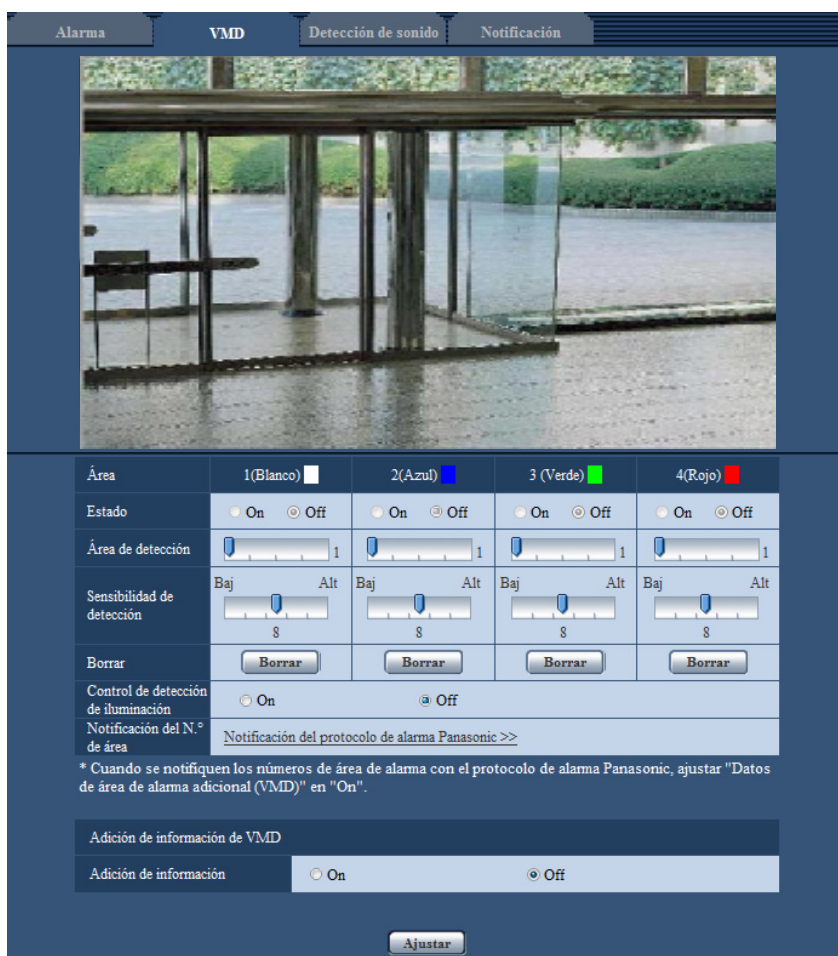 Alarma VMD Detección de sonido Notificación
Área 1(Blanco) 2(Azul) 3 (Verde) 4(Rojo)
Estado On Off On Off On Off On Off
Área de detección 1 1 1 1
Baj Alt Baj Alt Baj Alt Baj Alt
Sensibilidad de
detección
8 8 8 8
Borrar Borrar Borrar Borrar Borrar
Control de detección
de iluminación
On Off
Notificación del N.°
de área
Notificación del protocolo de alarma Panasonic >>
* Cuando se notifiquen los números de área de alarma con el protocolo de alarma Panasonic, ajustar "Datos
de área de alarma adicional (VMD)" en "On".
Adición de información de VMD
Adición de información On Off
Ajustar